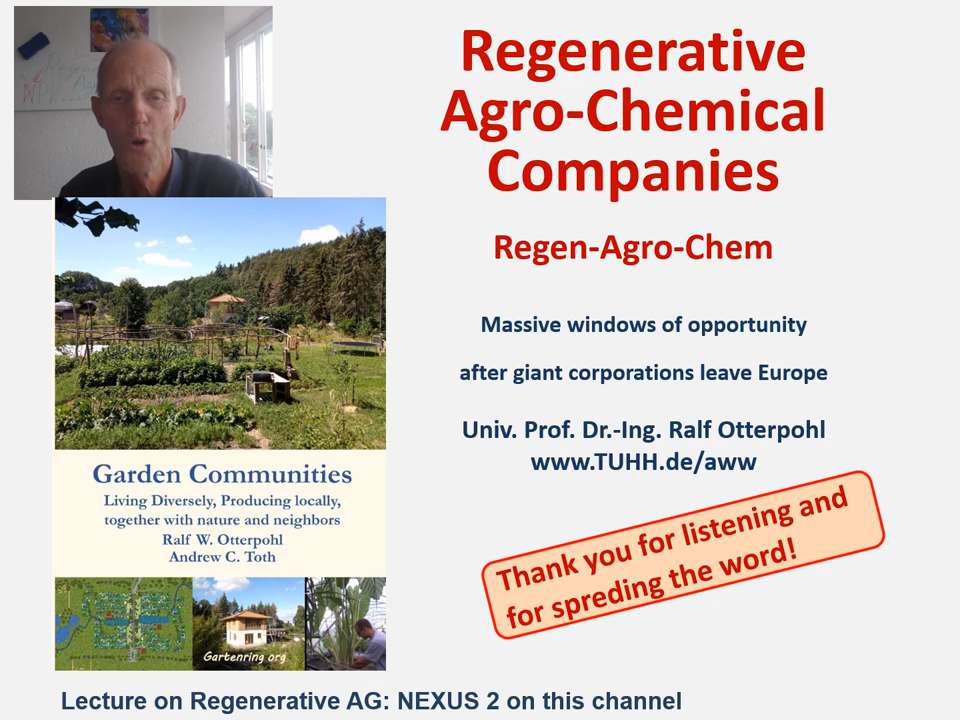 Regenerative
Agro-Chemical
Companies
Regen-Agro-Chem
Massive windows of opportunity
after giant corporations leave Europe
Univ. Prof. Dr.-Ing. Ralf Otterpohl
www.TUHH.de/aww
Thank you for listening and
for spreding the word!
Garden Communities
Living Diversely, Producing locally,
together with nature and neighbors
Ralf W. Otterpohl
Andrew C. Toth
Gartenring org
Lecture on Regenerative AG: NEXUS 2 on this channel